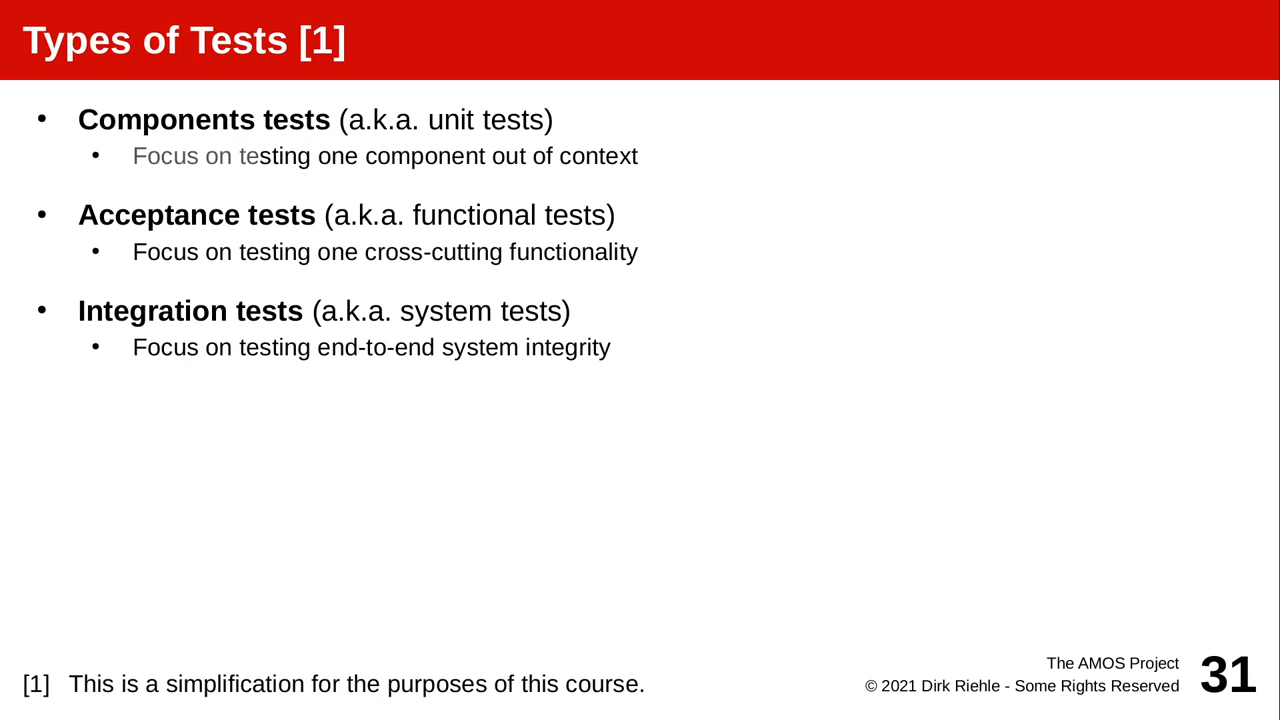 Types of Tests [1]
• Components tests (a.k.a. unit tests)
• Focus on testing one component out of context
• Acceptance tests (a.k.a. functional tests)
• Focus on testing one cross-cutting functionality
• Integration tests (a.k.a. system tests)
• Focus on testing end-to-end system integrity
[1] This is a simplification for the purposes of this course.
The AMOS Project
© 2021 Dirk Riehle - Some Rights Reserved
31